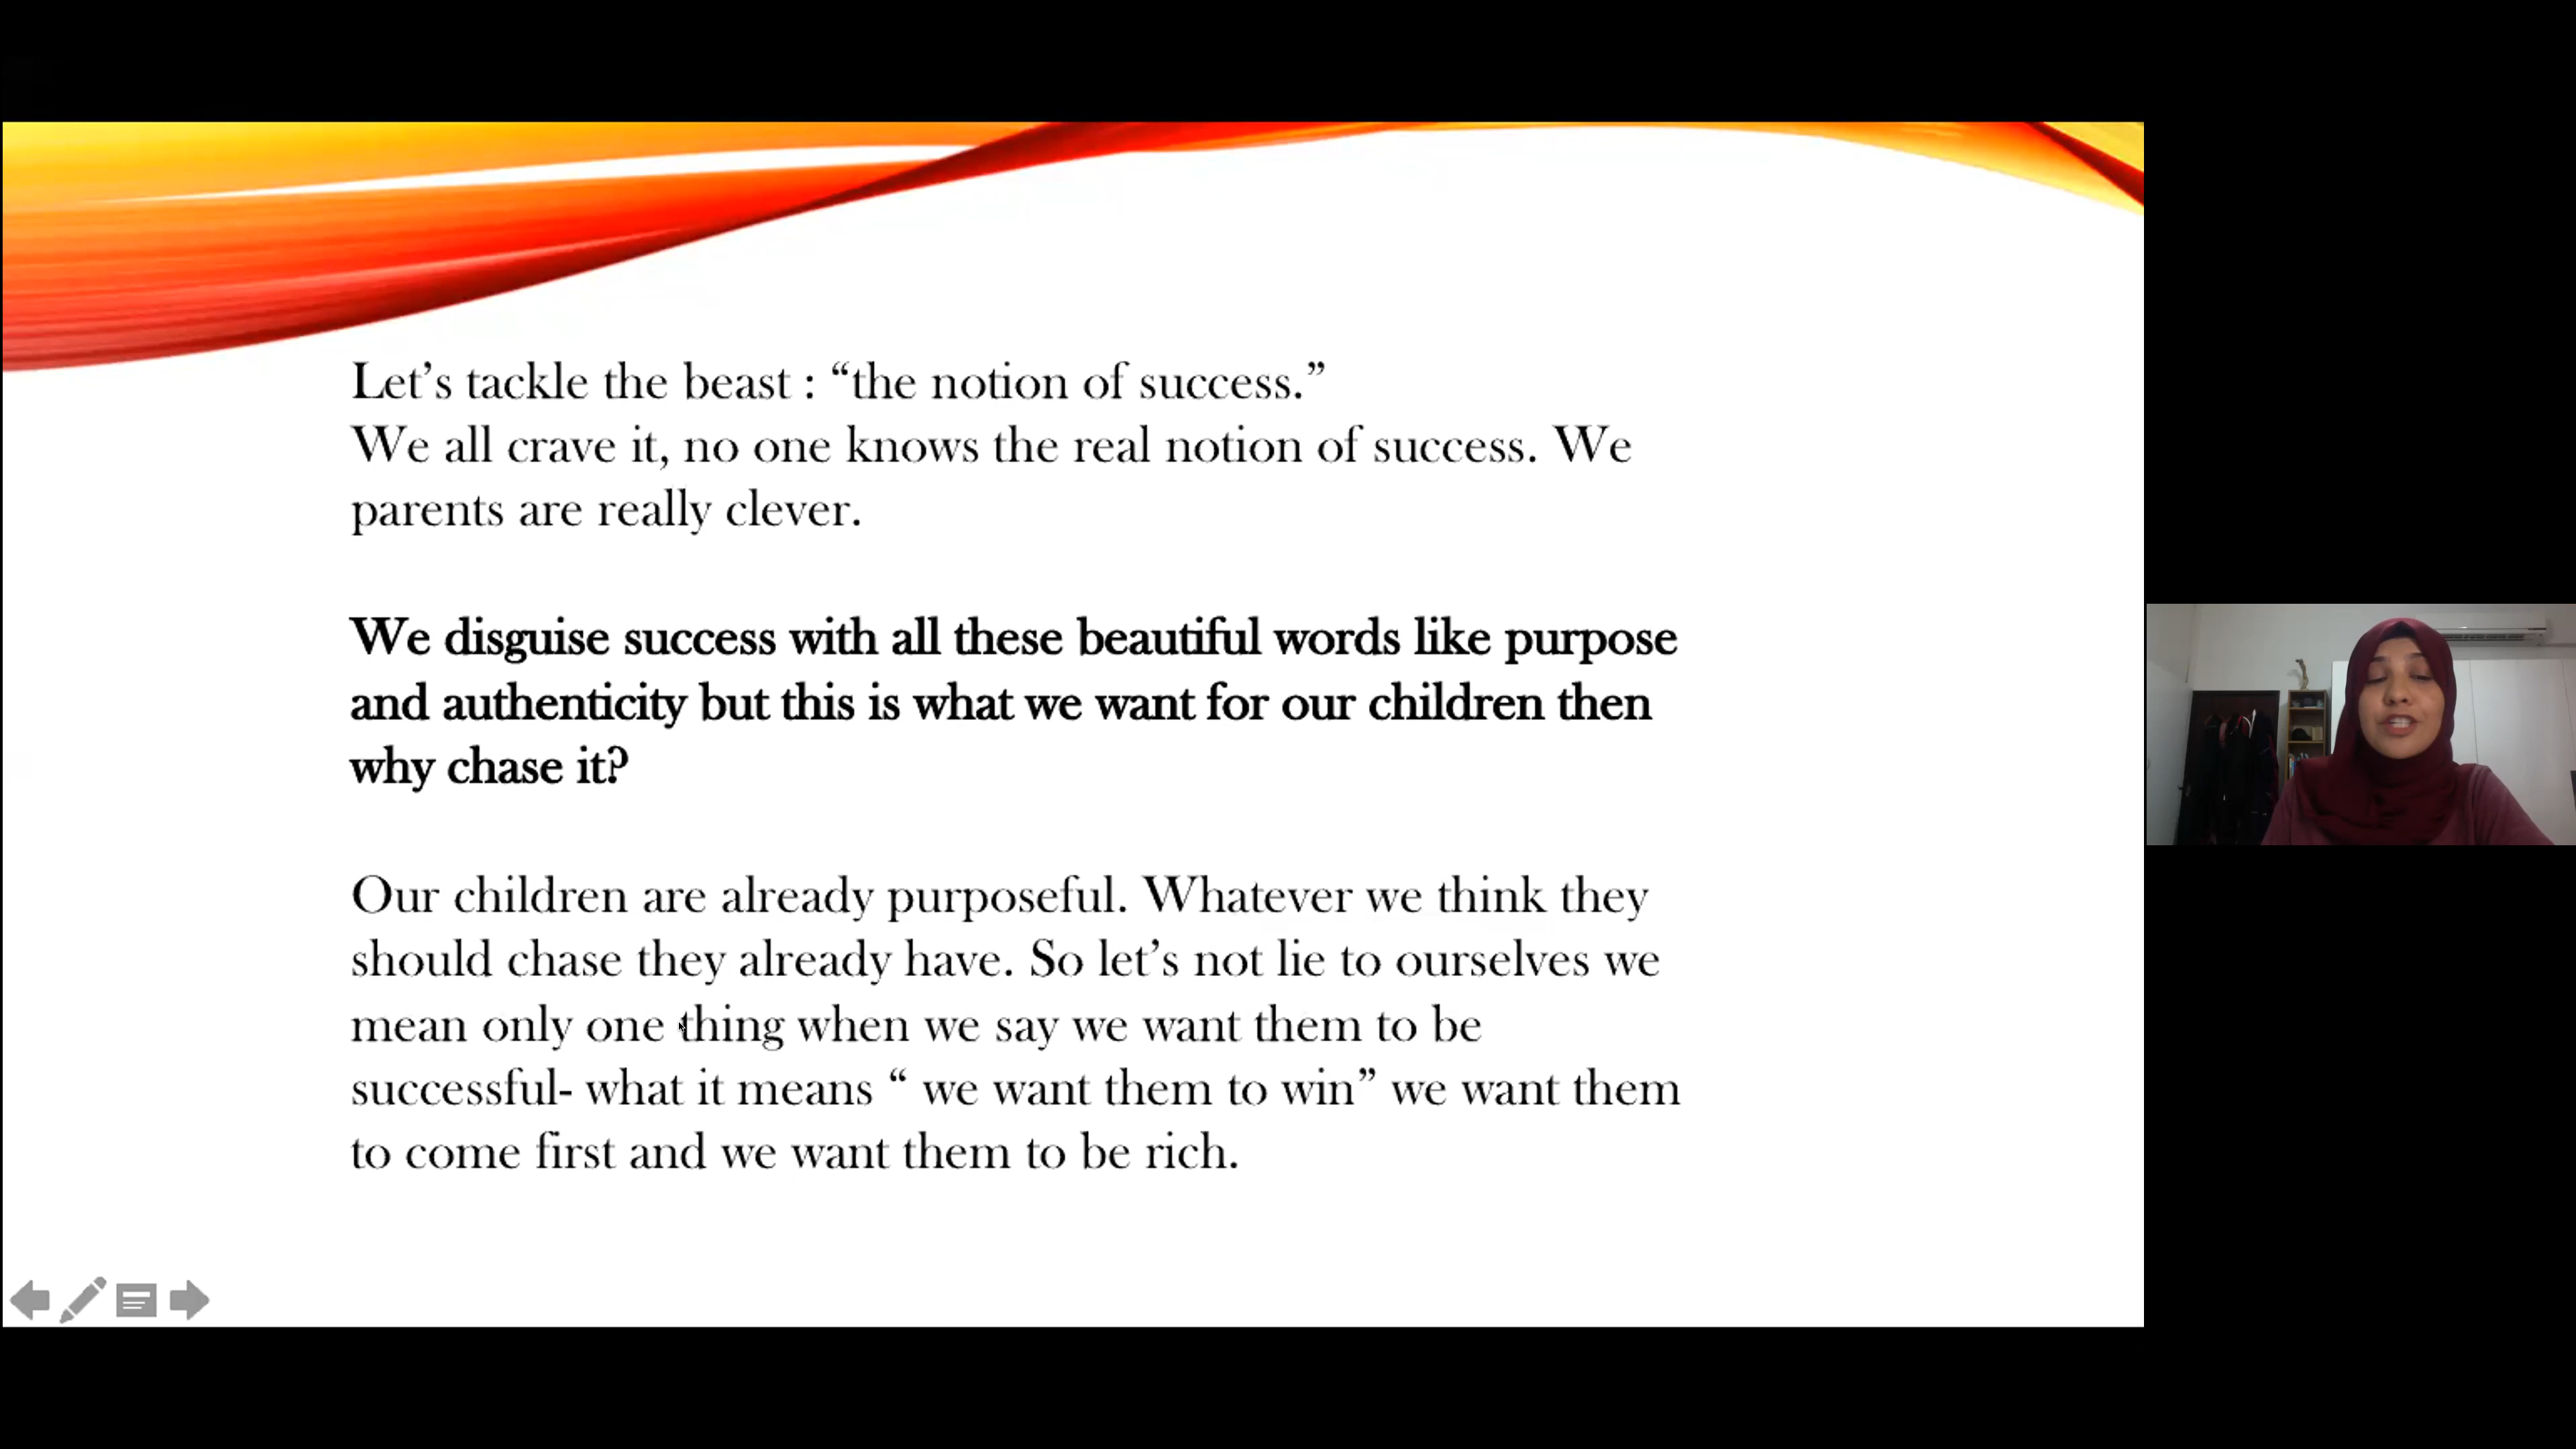 Let’s tackle the beast : “the notion of success.”
We all crave it, no one knows the real notion of success. We
parents are really clever.
We disguise success with all these beautiful words like purpose
and authenticity but this is what we want for our children then
why chase it?
Our children are already purposeful. Whatever we think they
should chase they already have. So let’s not lie to ourselves we
mean only one thing when we say we want them to be
successful- what it means “ we want them to win” we want them
to come first and we want them to be rich.